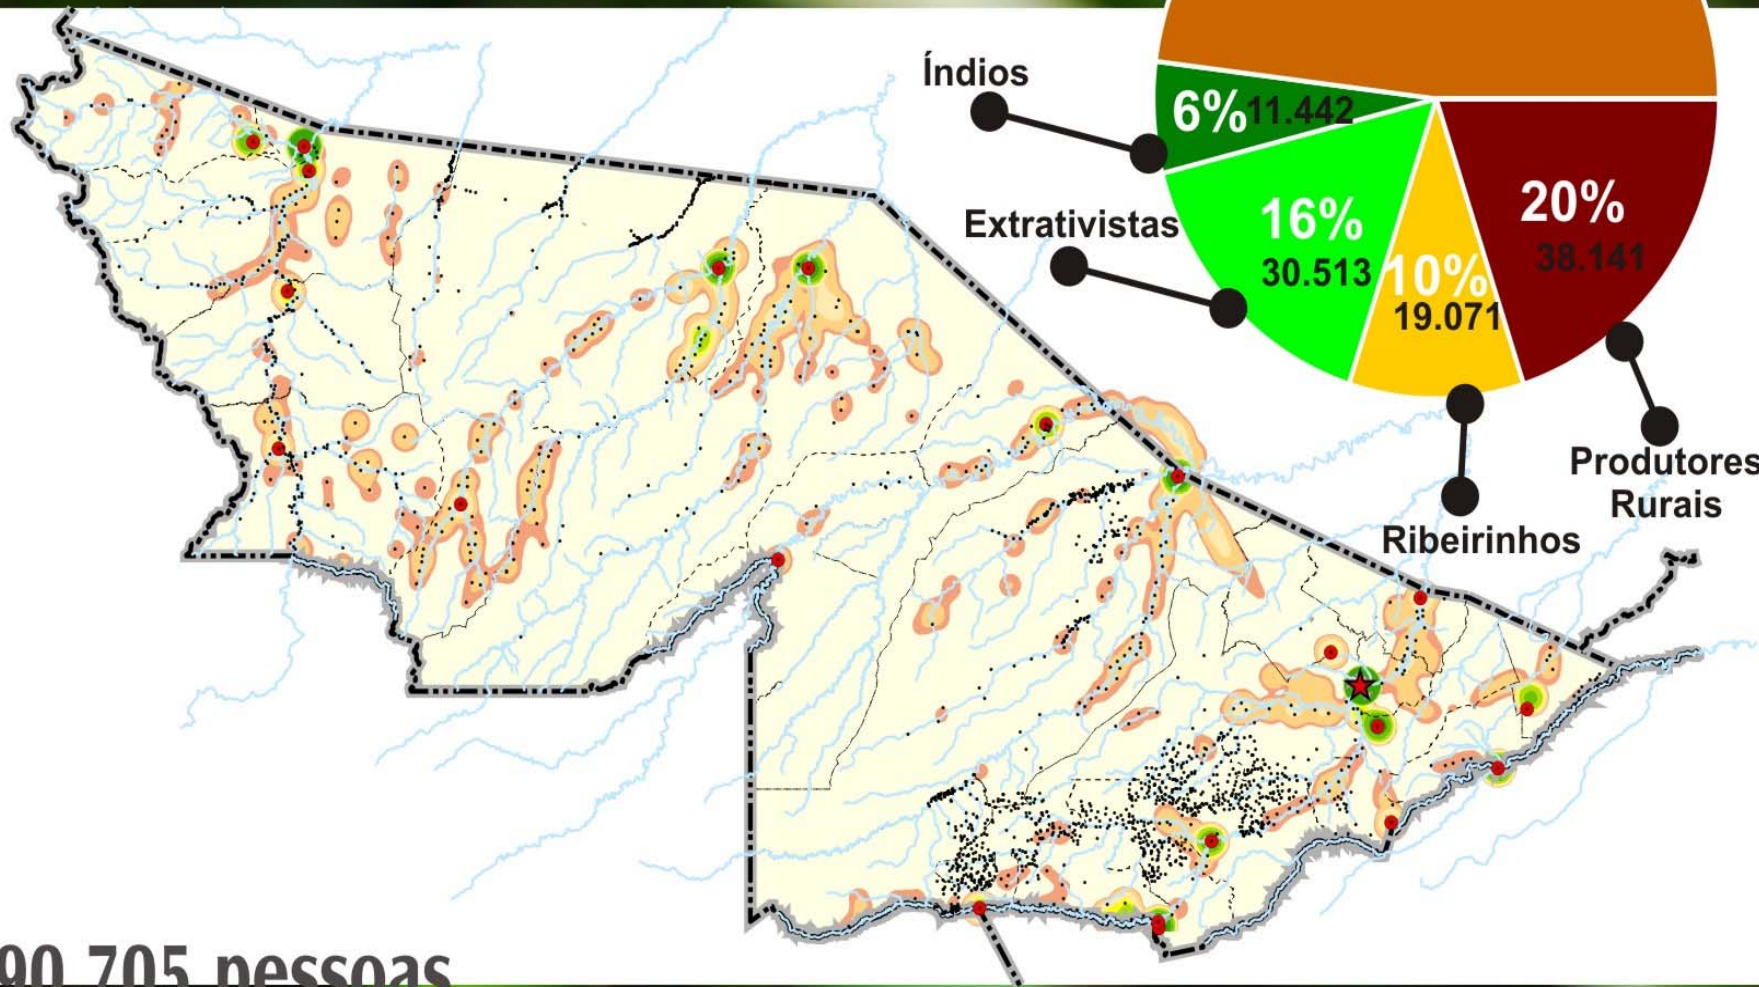 Índios
6% 11.442
Extrativistas
16%
30.513
10%
19.071
20%
38.141
Produtores
Rurais
Ribeirinhos
90.705 pessoas